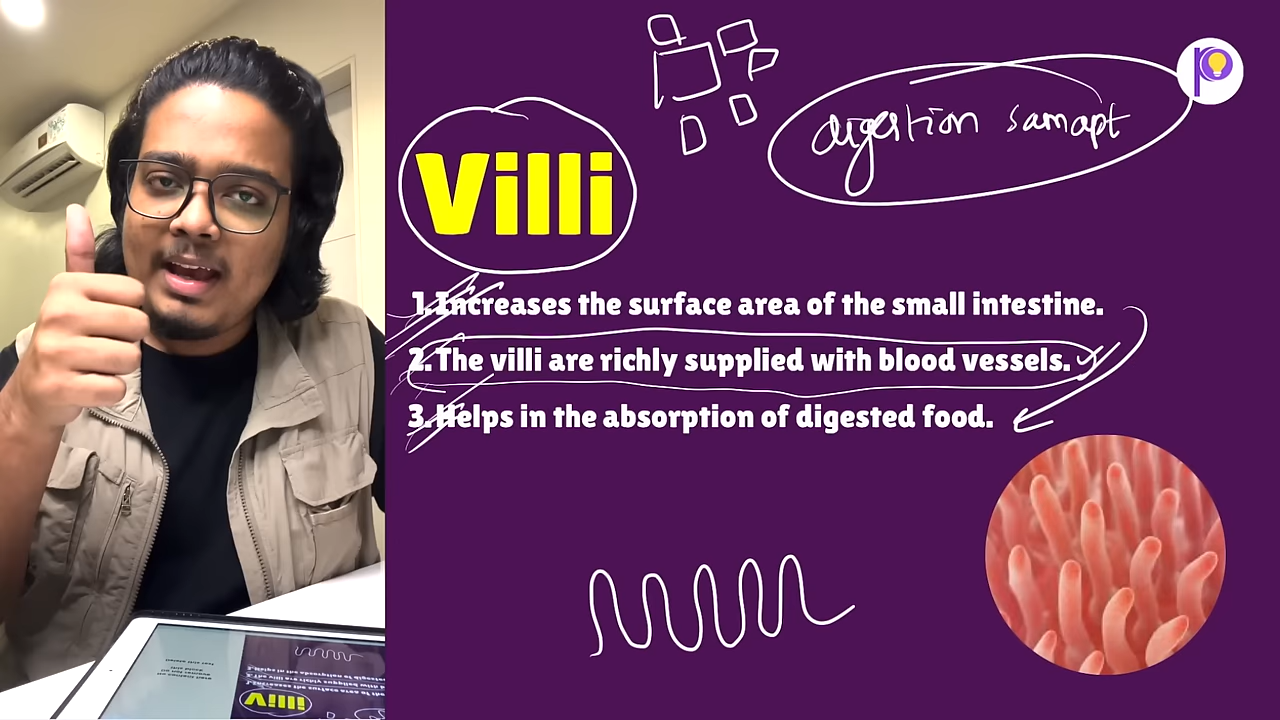 digestion samapt
Villi
1. Increases the surface area of the small intestine.
2. The villi are richly supplied with blood vessels.
3. Helps in the absorption of digested food.